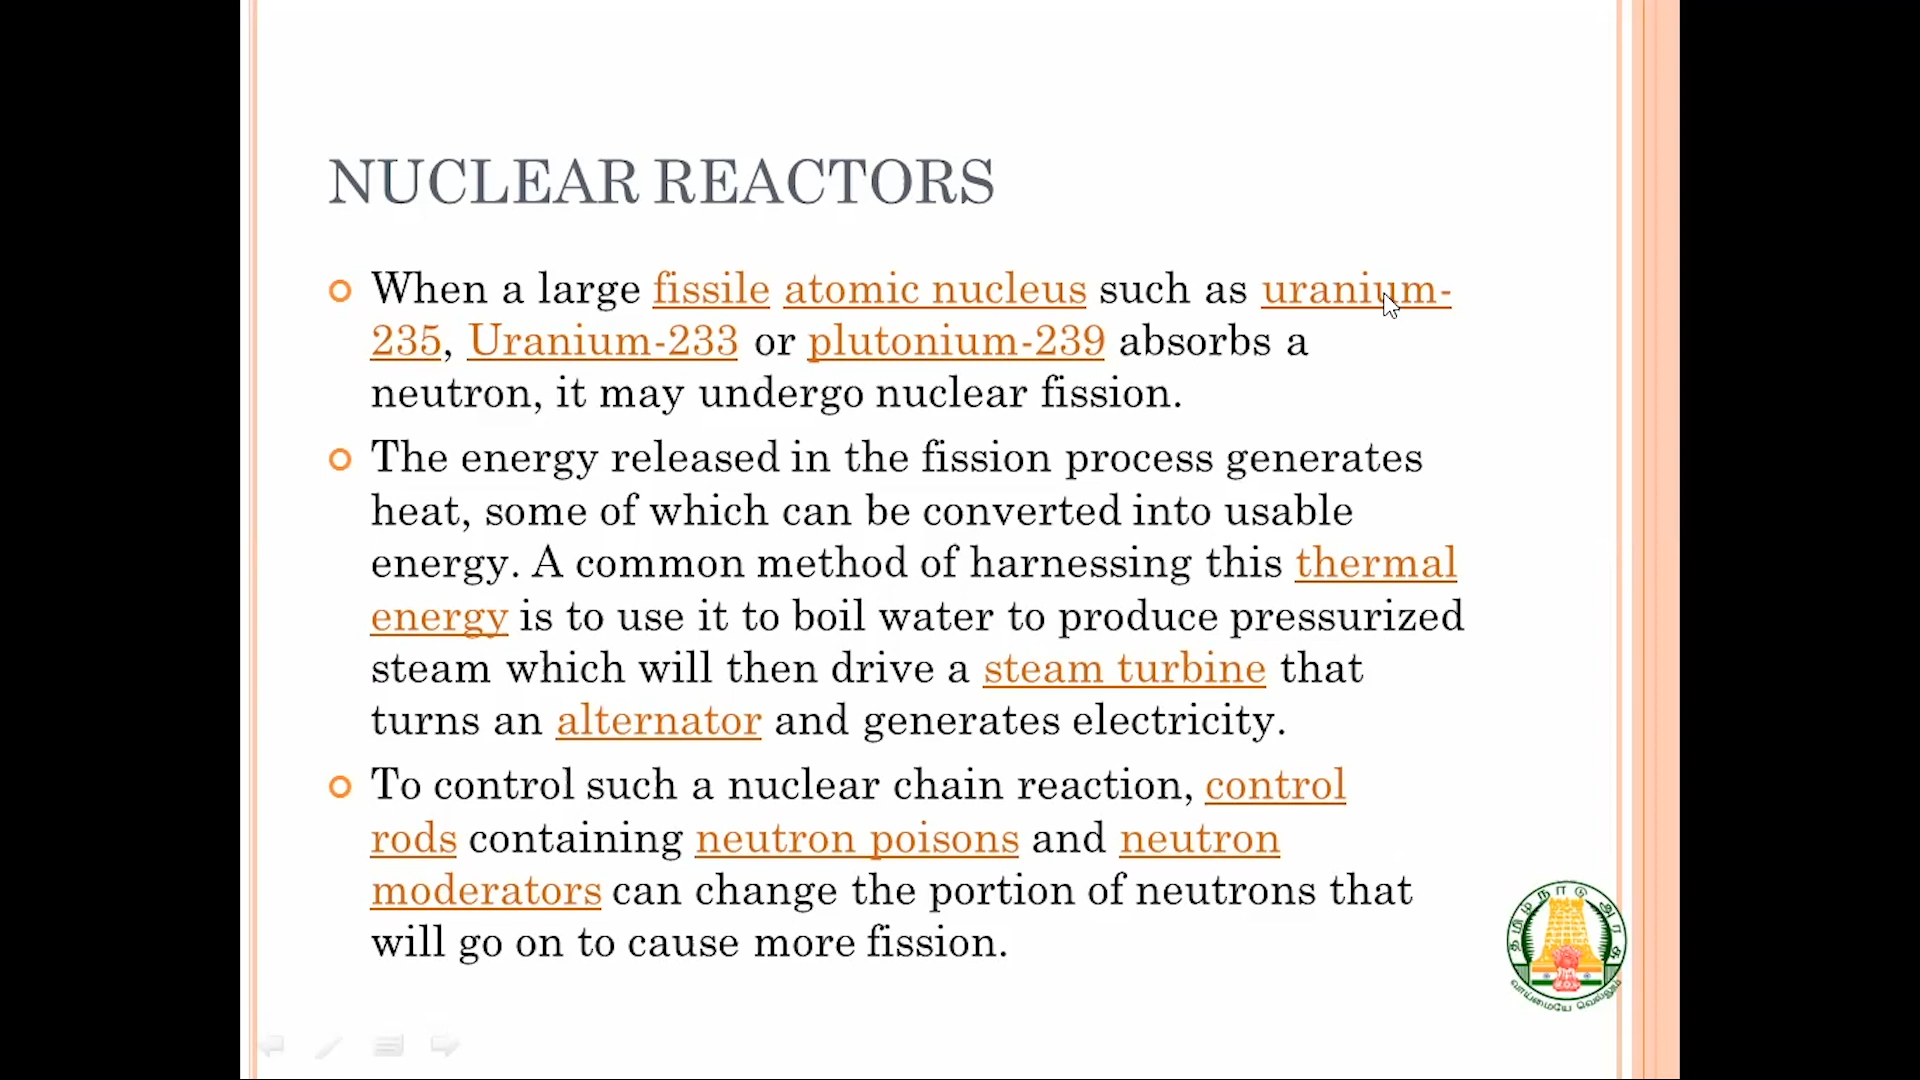 NUCLEAR REACTORS
When a large fissile atomic nucleus such as uranium-
235, Uranium-233 or plutonium-239 absorbs a
neutron, it may undergo nuclear fission.
The energy released in the fission process generates
heat, some of which can be converted into usable
energy. A common method of harnessing this thermal
energy is to use it to boil water to produce pressurized
steam which will then drive a steam turbine that
turns an alternator and generates electricity.
To control such a nuclear chain reaction, control
rods containing neutron poisons and neutron
moderators can change the portion of neutrons that
will go on to cause more fission.
தமிழ்நாடு அரசு
வாய்மையே வெல்லும்